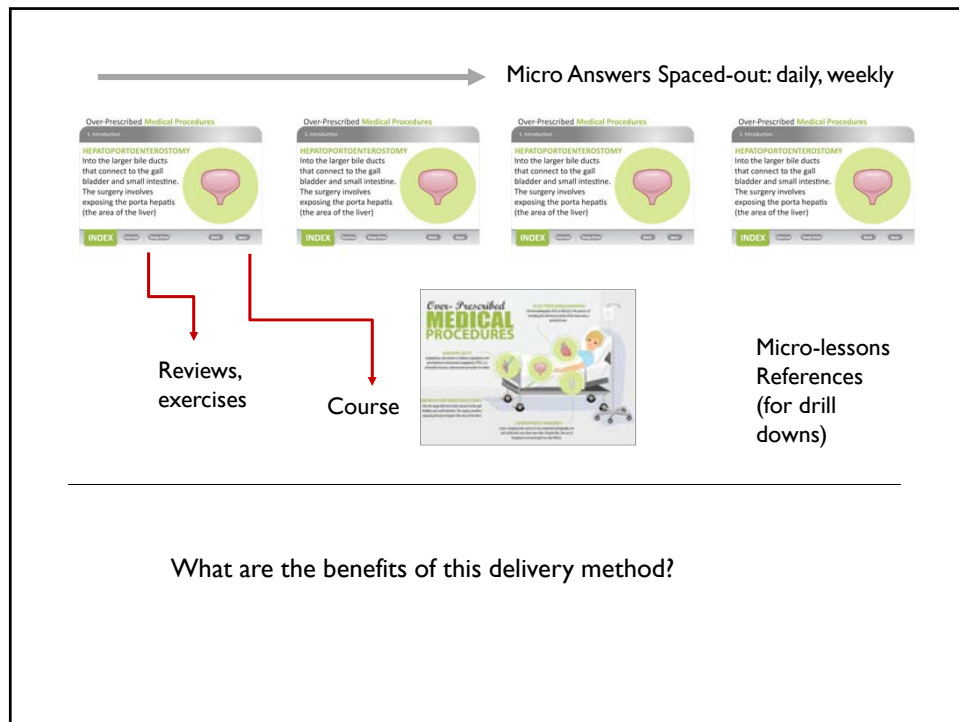 Micro Answers Spaced-out: daily, weekly
Over-Prescribed Medical Procedures
1. Introduction
HEPATOPORTOENTEROSTOMY
Into the larger bile ducts
that connect to the gall
bladder and small intestine.
The surgery involves
exposing the porta hepatis
(the area of the liver)
INDEX
Over-Prescribed Medical Procedures
1. Introduction
HEPATOPORTOENTEROSTOMY
Into the larger bile ducts
that connect to the gall
bladder and small intestine.
The surgery involves
exposing the porta hepatis
(the area of the liver)
INDEX
Over-Prescribed Medical Procedures
1. Introduction
HEPATOPORTOENTEROSTOMY
Into the larger bile ducts
that connect to the gall
bladder and small intestine.
The surgery involves
exposing the porta hepatis
(the area of the liver)
INDEX
Over-Prescribed Medical Procedures
1. Introduction
HEPATOPORTOENTEROSTOMY
Into the larger bile ducts
that connect to the gall
bladder and small intestine.
The surgery involves
exposing the porta hepatis
(the area of the liver)
INDEX
Reviews,
exercises
Course
Over- Prescribed
MEDICAL
PROCEDURES
Micro-lessons
References
(for drill
downs)
What are the benefits of this delivery method?